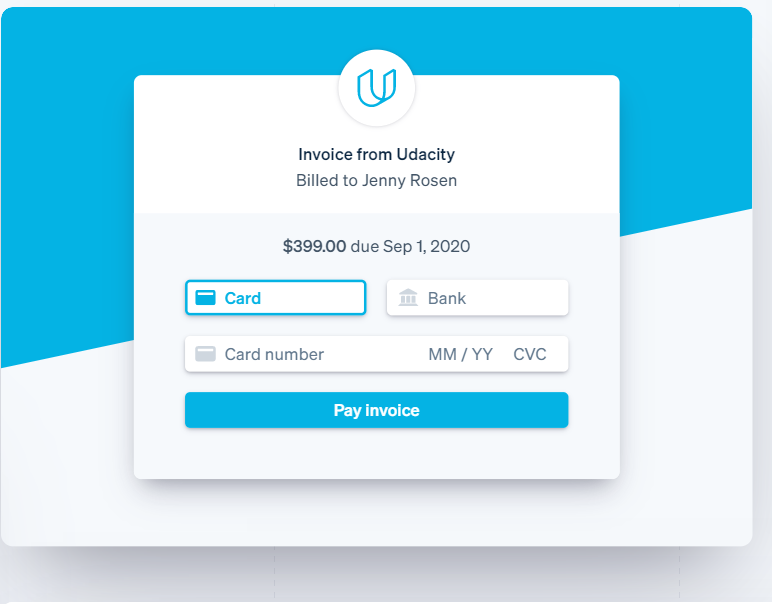 Invoice from Udacity
Billed to Jenny Rosen
$399.00 due Sep 1, 2020
Card Bank
Card number MM / YY CVC
Pay invoice